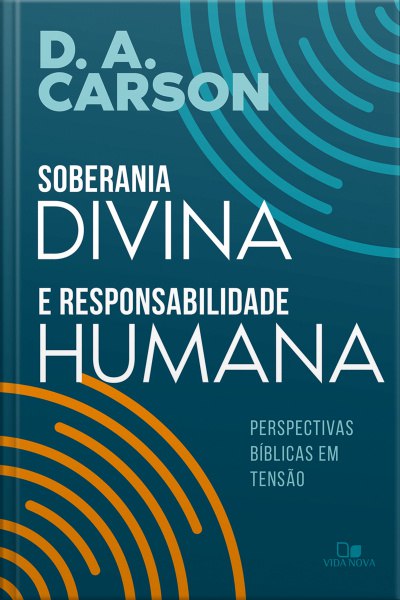 D. A.
CARSON
SOBERANIA
DIVINA
E RESPONSABILIDADE
HUMANA
PERSPECTIVAS
BÍBLICAS EM
TENSÃO
VIDA NOVA